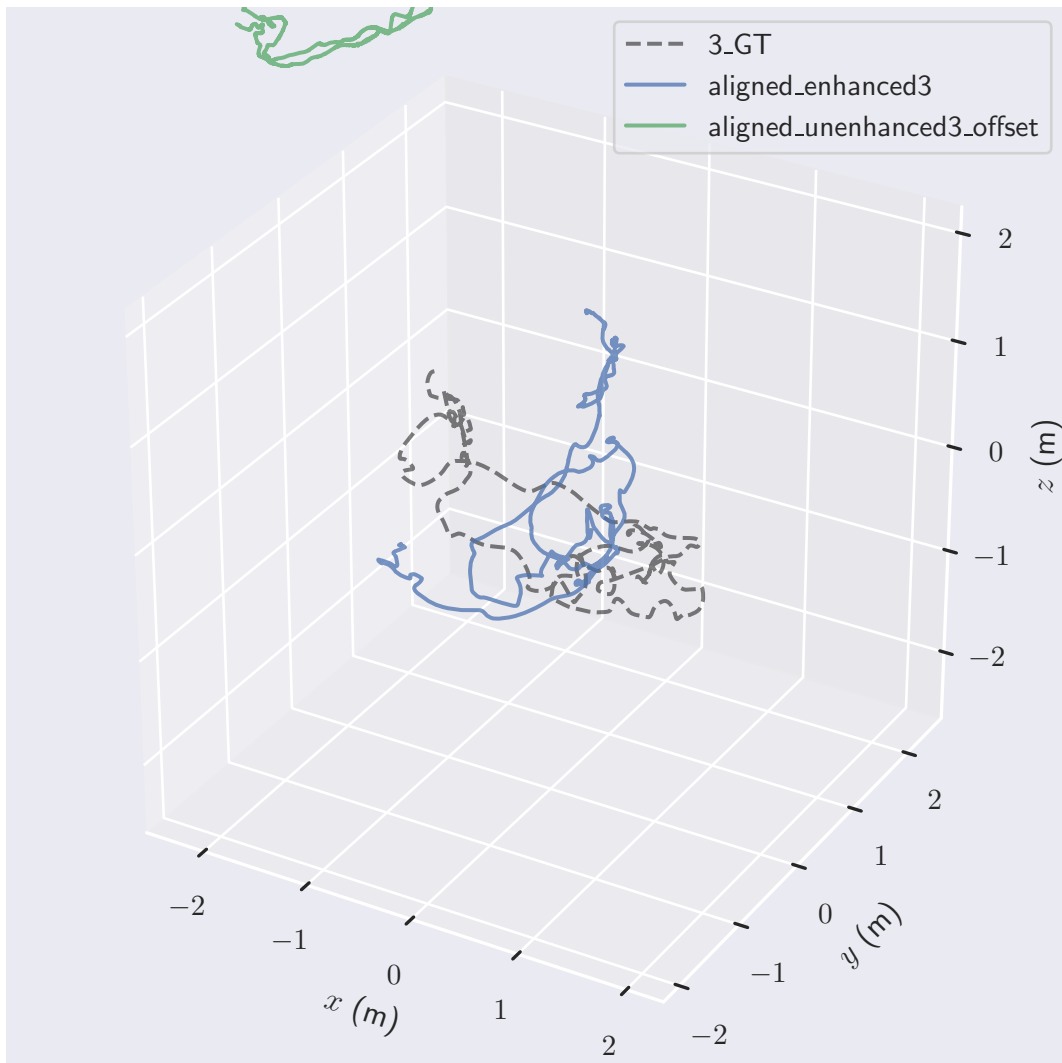 3_GT
aligned_enhanced3
aligned_unenhanced3_offset
2
1
0
−1
−2
z (m)
2
1
0
−1
−2
y (m)
−2
−1
0
1
2
x (m)